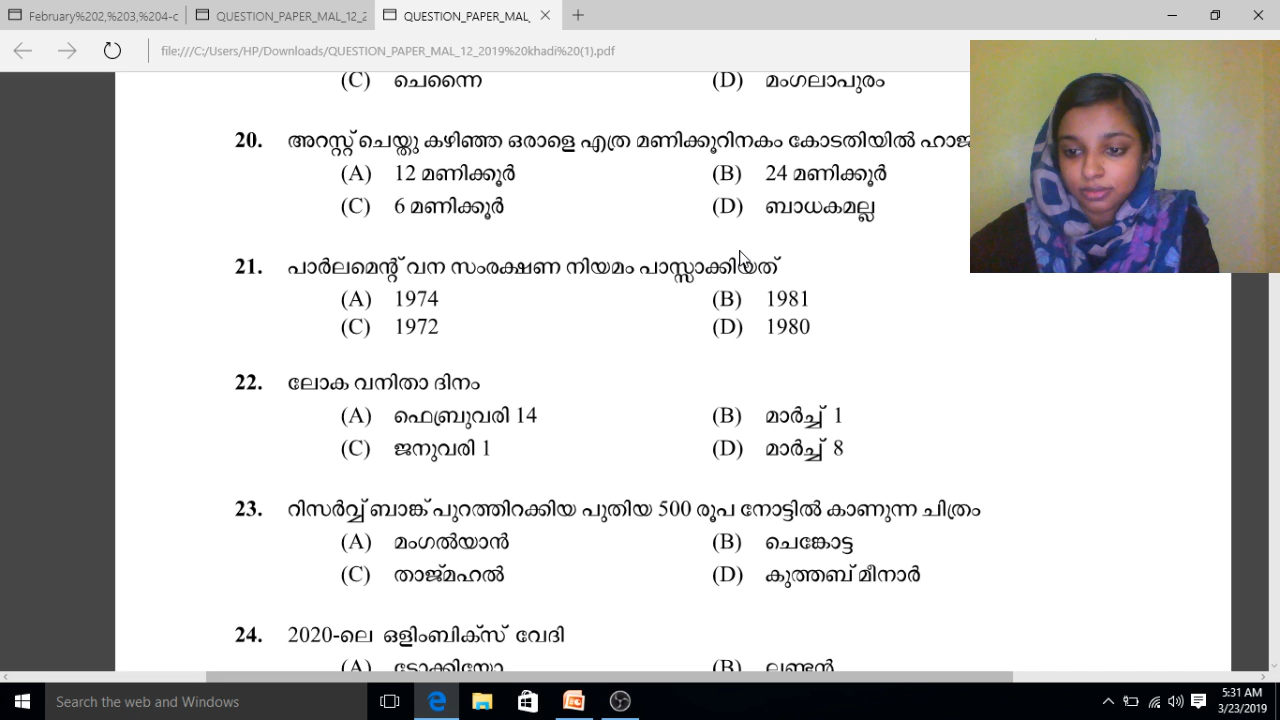 February%202,%203,%204-c
QUESTION_PAPER_MAL_12_2
QUESTION_PAPER_MAL_
file:///C:/Users/HP/Downloads/QUESTION_PAPER_MAL_12_2019%20khadi%20(1).pdf
(C) ചെന്നൈ (D) മംഗലാപുരം
20. അറസ്റ്റ് ചെയ്തു കഴിഞ്ഞ ഒരാളെ എത്ര മണിക്കൂറിനകം കോടതിയിൽ
(A) 12 മണിക്കൂർ (B) 24 മണിക്കൂർ
(C) 6 മണിക്കൂർ (D) ബാധകമല്ല
21. പാർലമെന്റ് വന സംരക്ഷണ നിയമം പാസ്സാക്കിയത്
(A) 1974 (B) 1981
(C) 1972 (D) 1980
22. ലോക വനിതാ ദിനം
(A) ഫെബ്രുവരി 14 (B) മാർച്ച് 1
(C) ജനുവരി 1 (D) മാർച്ച് 8
23. റിസർവ്വ് ബാങ്ക് പുറത്തിറക്കിയ പുതിയ 500 രൂപ നോട്ടിൽ കാണുന്ന ചിത്രം
(A) മംഗൽയാൻ (B) ചെങ്കോട്ട
(C) താജ്മഹൽ (D) കുത്തബ് മീനാർ
24. 2020-ലെ ഒളിംബിക്സ് വേദി
(A) ടോക്കിയോ (B) ലണ്ടൻ
Search the web and Windows
5:31 AM
3/23/2019